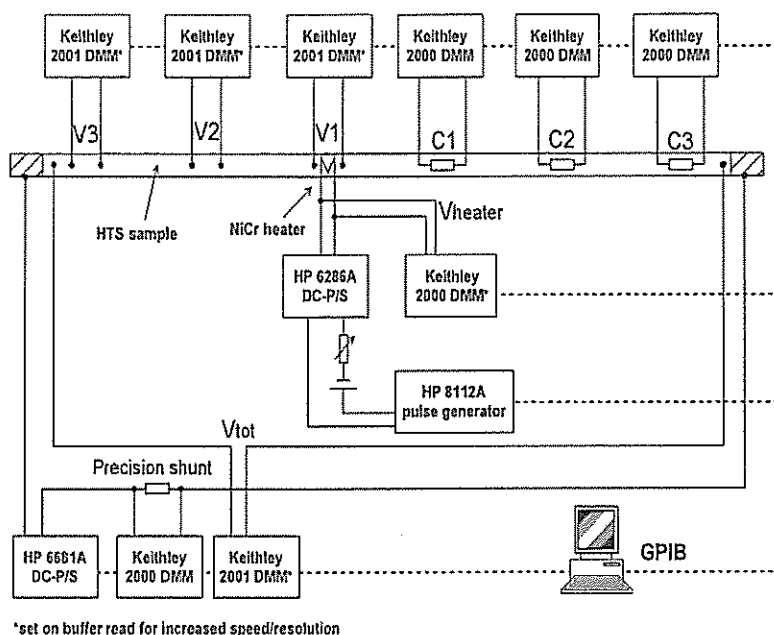 Keithley
2001 DMM*
Keithley
2001 DMM*
Keithley
2001 DMM*
Keithley
2000 DMM
Keithley
2000 DMM
Keithley
2000 DMM
V3
V2
V1
C1
C2
C3
HTS sample
NiCr heater
Vheater
HP 6286A
DC-P/S
Keithley
2000 DMM*
HP 8112A
pulse generator
Vtot
Precision shunt
HP 6681A
DC-P/S
Keithley
2000 DMM
Keithley
2001 DMM*
GPIB
*set on buffer read for increased speed/resolution